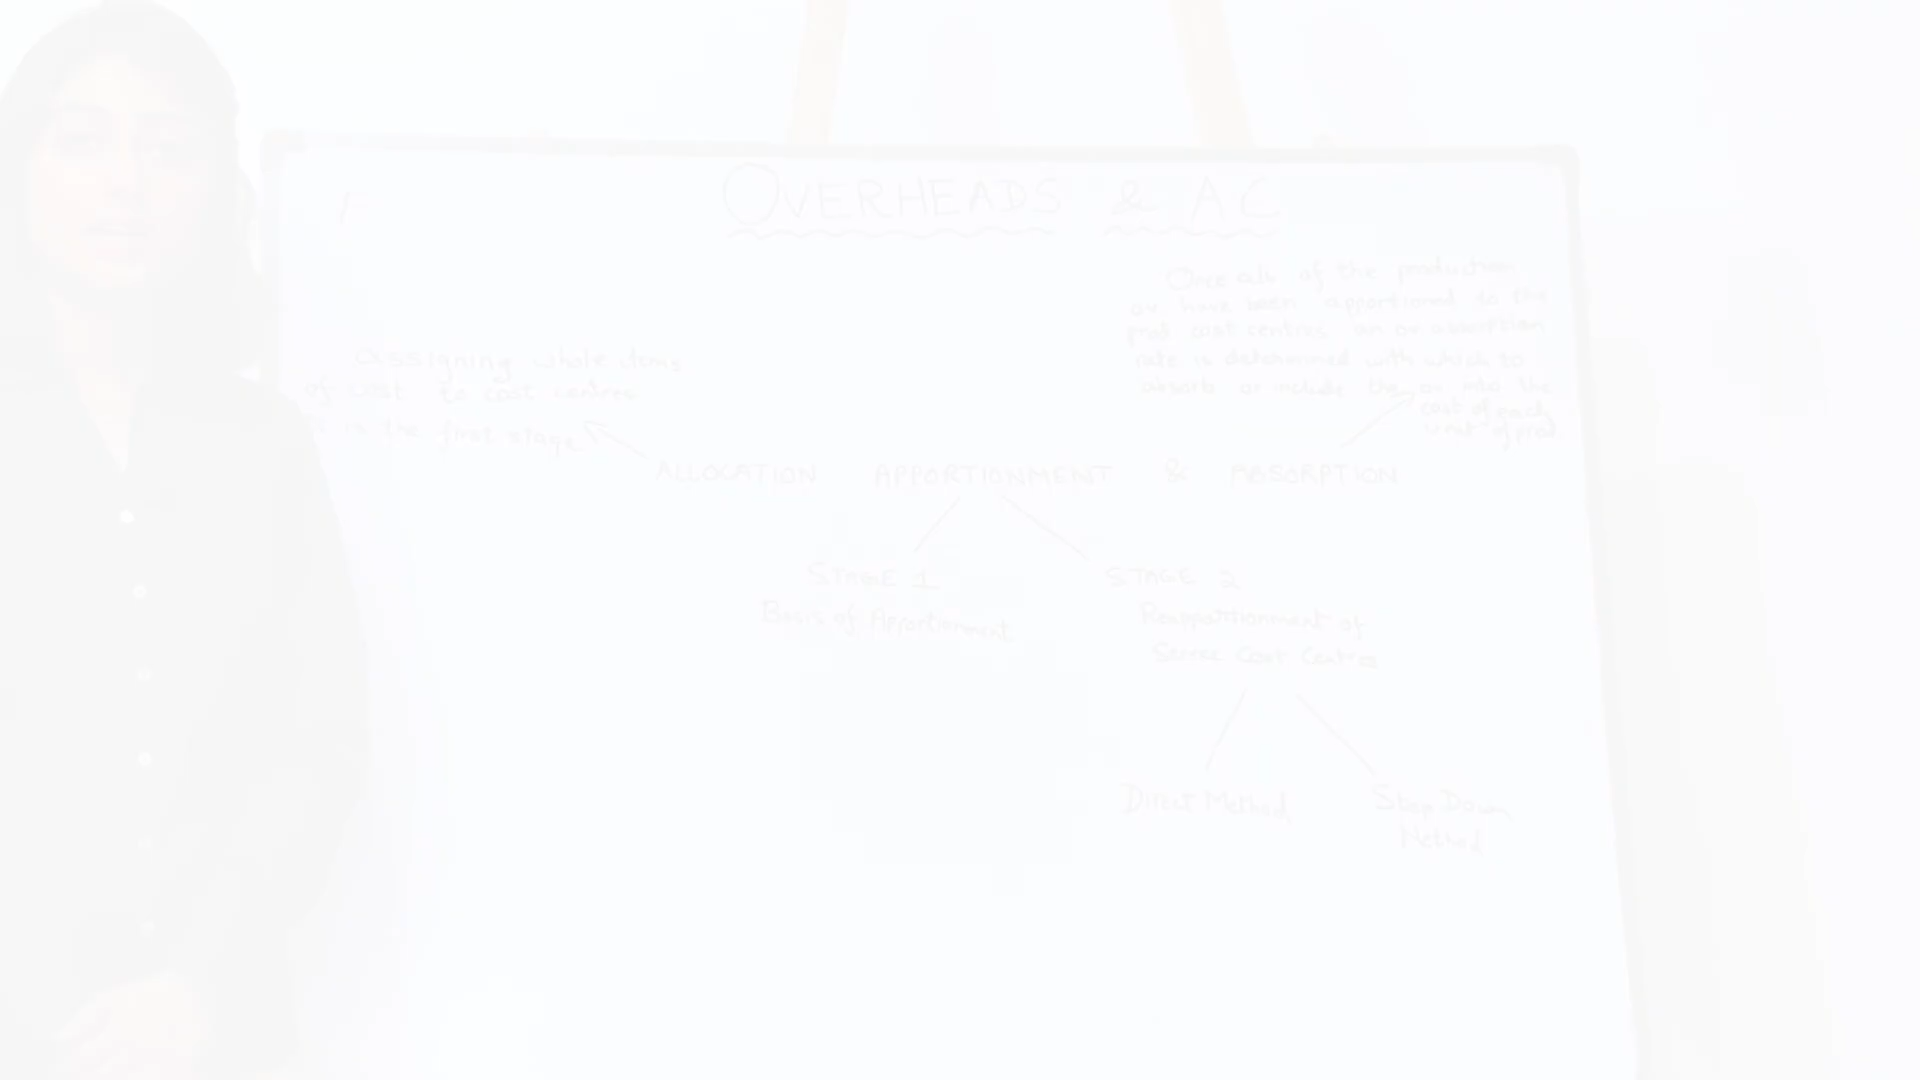 F
OVERHEADS & AC
Once all of the production
ov. have been apportioned to the
prod cost centres an ov absorption
rate is determined with which to
absorb or include the ov into the
cost of each
unit of prod.
Assigning whole items
of cost to cost centres
is in the first stage
ALLOCATION APPORTIONMENT & ABSORPTION
STAGE 1
Basis of Apportionment
STAGE 2
Reapportionment of
Service Cost Centre
Direct Method
Step Down
Method